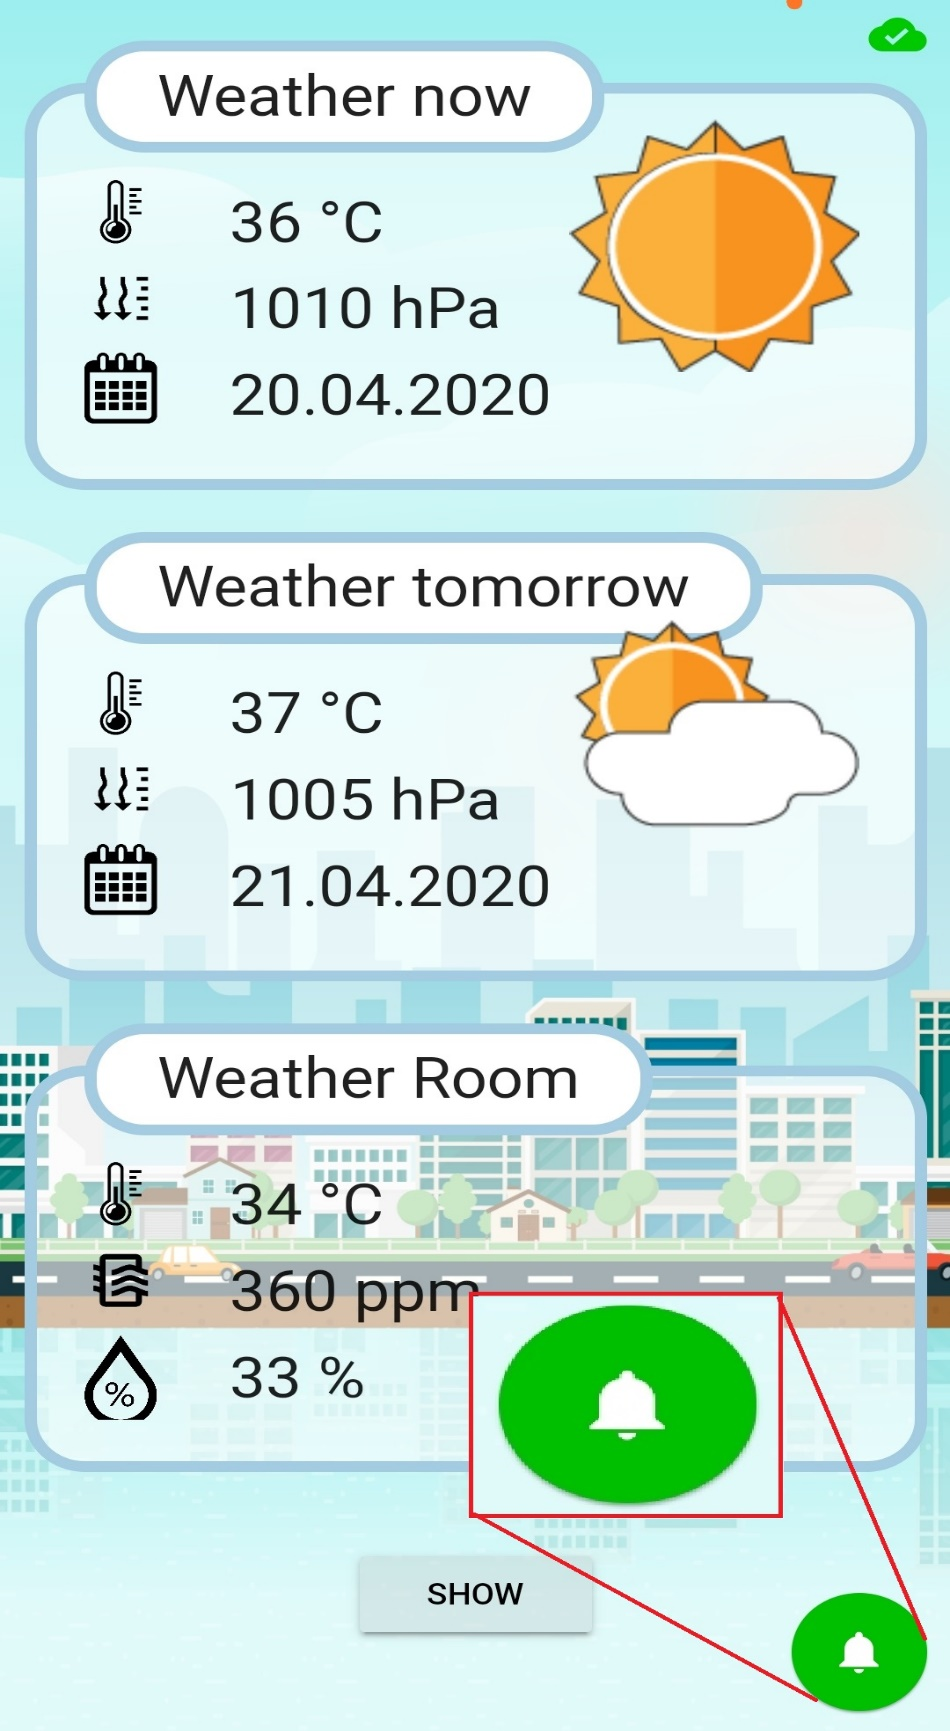 Weather now
36 °C
1010 hPa
20.04.2020
Weather tomorrow
37 °C
1005 hPa
21.04.2020
Weather Room
34 °C
360 ppm
%
33 %
SHOW